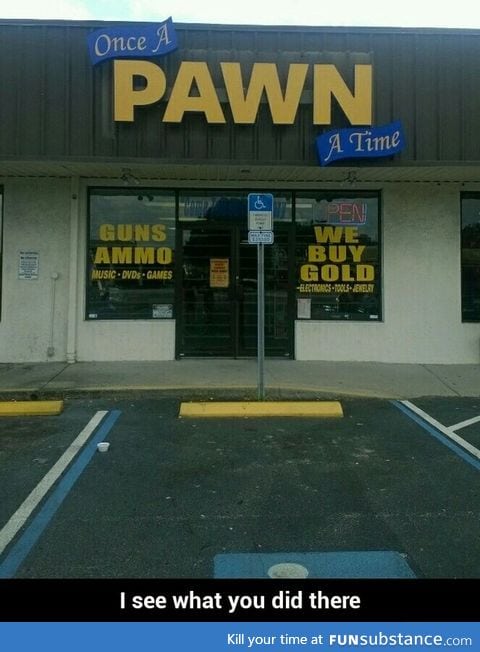 Once A
PAWN
A Time
OPEN
GUNS
AMMO
MUSIC • DVDs • GAMES
WE
BUY
GOLD
ELECTRONICS • TOOLS • JEWELRY
I see what you did there
Kill your time at FUNsubstance.com